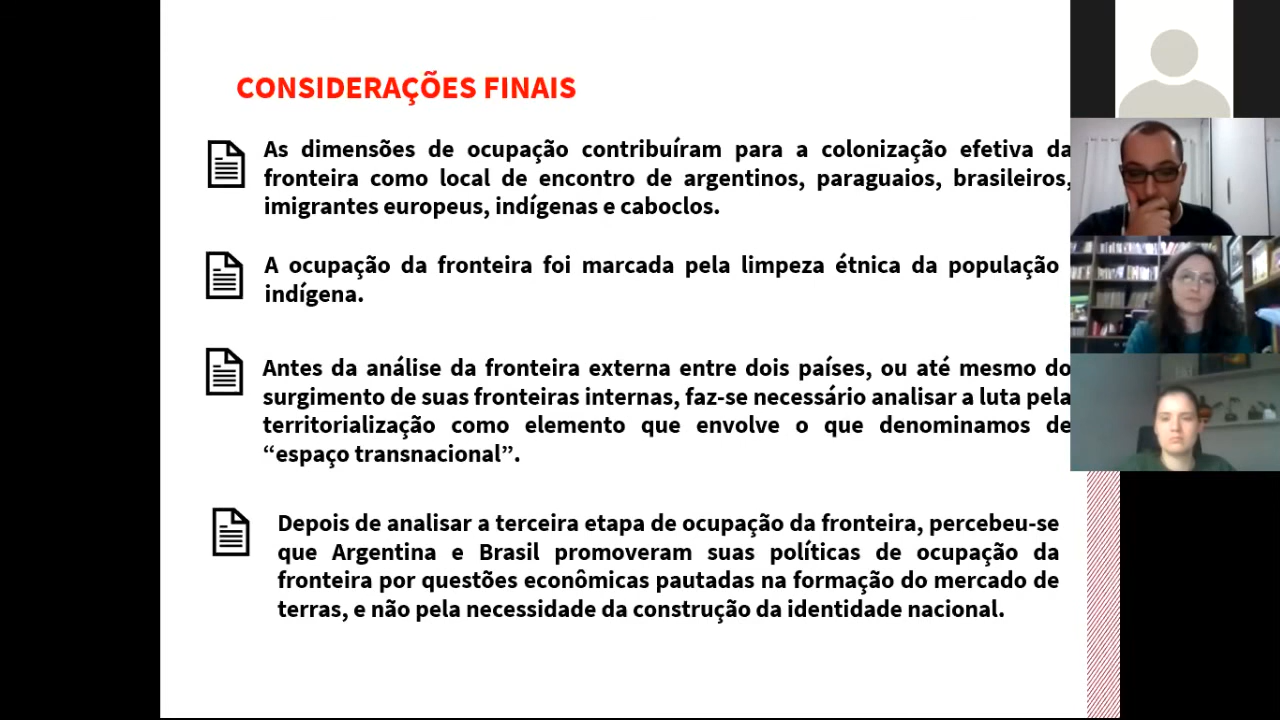 CONSIDERAÇÕES FINAIS
As dimensões de ocupação contribuíram para a colonização efetiva da
fronteira como local de encontro de argentinos, paraguaios, brasileiros,
imigrantes europeus, indígenas e caboclos.
A ocupação da fronteira foi marcada pela limpeza étnica da população
indígena.
Antes da análise da fronteira externa entre dois países, ou até mesmo do
surgimento de suas fronteiras internas, faz-se necessário analisar a luta pela
territorialização como elemento que envolve o que denominamos de
“espaço transnacional”.
Depois de analisar a terceira etapa de ocupação da fronteira, percebeu-se
que Argentina e Brasil promoveram suas políticas de ocupação da
fronteira por questões econômicas pautadas na formação do mercado de
terras, e não pela necessidade da construção da identidade nacional.